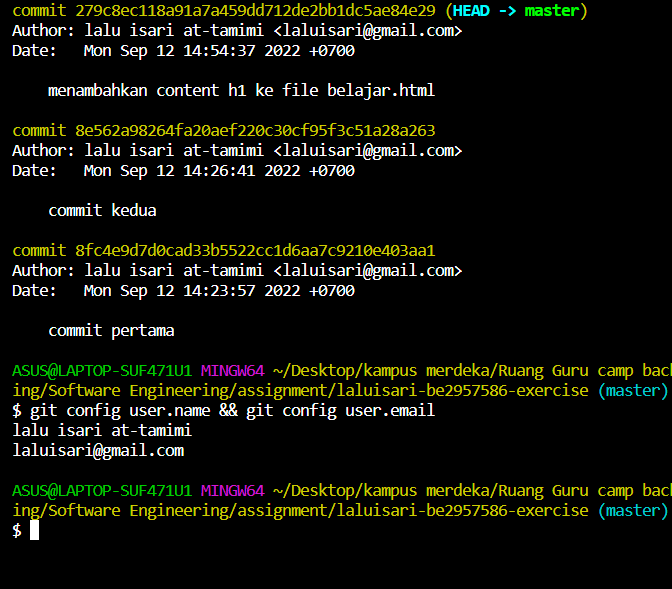 commit 279c8ec118a91a7a459dd712de2bb1dc5ae84e29 (HEAD -> master)
Author: lalu isari at-tamimi <laluisari@gmail.com>
Date:   Mon Sep 12 14:54:37 2022 +0700
menambahkan content h1 ke file belajar.html
commit 8e562a98264fa20aef220c30cf95f3c51a28a263
Author: lalu isari at-tamimi <laluisari@gmail.com>
Date:   Mon Sep 12 14:26:41 2022 +0700
commit kedua
commit 8fc4e9d7d0cad33b5522cc1d6aa7c9210e403aa1
Author: lalu isari at-tamimi <laluisari@gmail.com>
Date:   Mon Sep 12 14:23:57 2022 +0700
commit pertama
ASUS@LAPTOP-SUF471U1 MINGW64 ~/Desktop/kampus merdeka/Ruang Guru camp back
ing/Software Engineering/assignment/laluisari-be2957586-exercise (master)
$ git config user.name && git config user.email
lalu isari at-tamimi
laluisari@gmail.com
ASUS@LAPTOP-SUF471U1 MINGW64 ~/Desktop/kampus merdeka/Ruang Guru camp back
ing/Software Engineering/assignment/laluisari-be2957586-exercise (master)
$